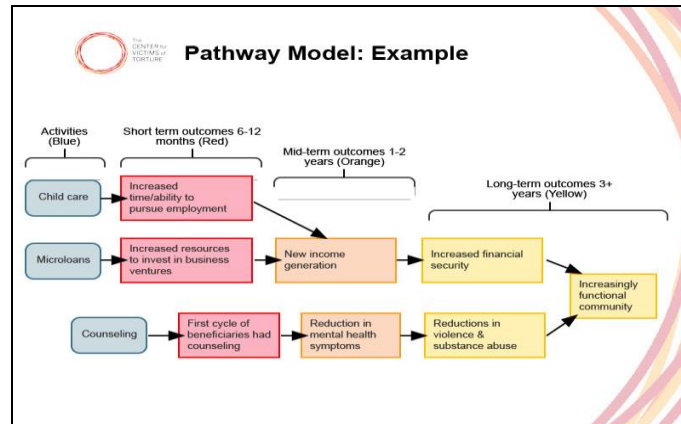 The
CENTER for
VICTIMS of
TORTURE
Pathway Model: Example
Activities
(Blue)
Short term outcomes 6-12
months (Red)
Mid-term outcomes 1-2
years (Orange)
Long-term outcomes 3+
years (Yellow)
Child care
Increased
time/ability to
pursue employment
Microloans
Increased resources
to invest in business
ventures
New income
generation
Increased financial
security
Increasingly
functional
community
Counseling
First cycle of
beneficiaries had
counseling
Reduction in
mental health
symptoms
Reductions in
violence &
substance abuse